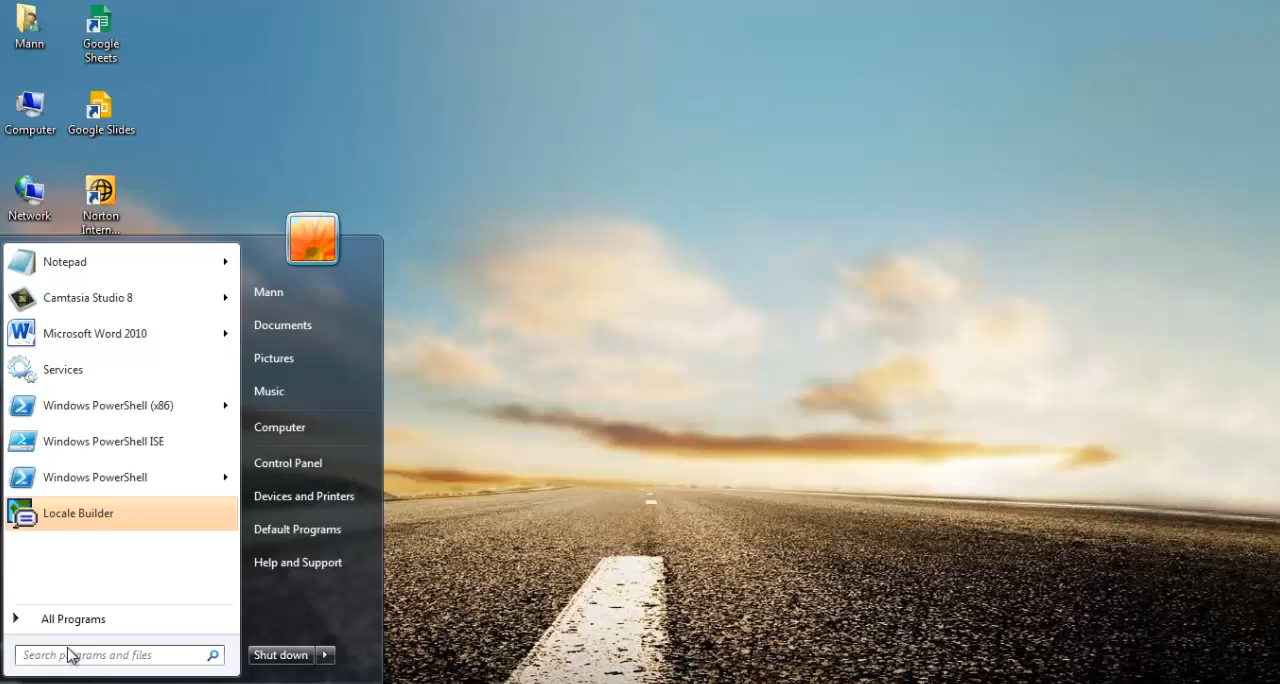 Mann
Google
Sheets
Computer
Google Slides
Network
Norton
Intern...
Notepad
Camtasia Studio 8
Microsoft Word 2010
Services
Windows PowerShell (x86)
Windows PowerShell ISE
Windows PowerShell
Locale Builder
All Programs
Search programs and files
Mann
Documents
Pictures
Music
Computer
Control Panel
Devices and Printers
Default Programs
Help and Support
Shut down